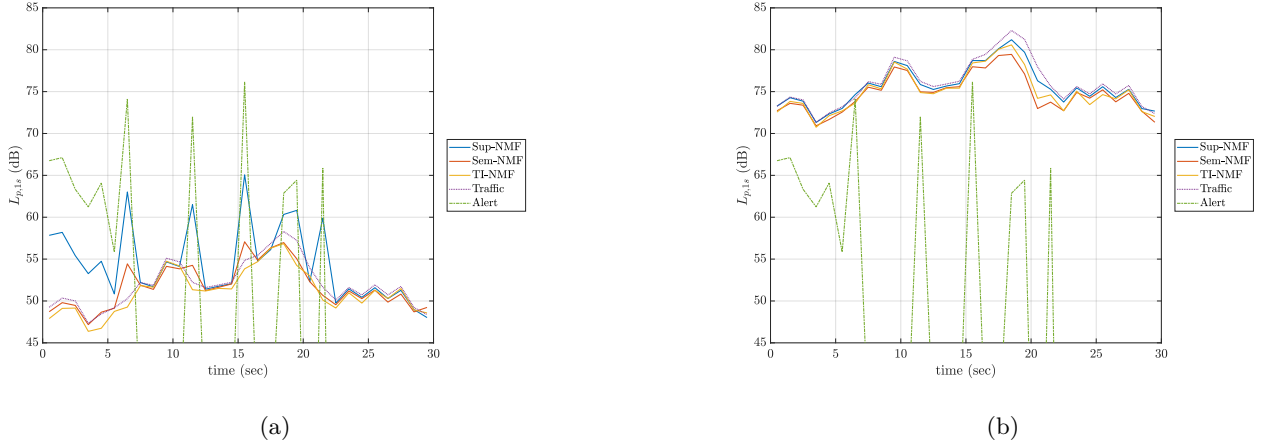 85
80
75
70
65
60
55
50
45
0
5
10
15
20
25
30
L_{p,1s} (dB)
time (sec)
Sup-NMF
Sem-NMF
TI-NMF
Traffic
Alert
(a)
85
80
75
70
65
60
55
50
45
0
5
10
15
20
25
30
L_{p,1s} (dB)
time (sec)
Sup-NMF
Sem-NMF
TI-NMF
Traffic
Alert
(b)